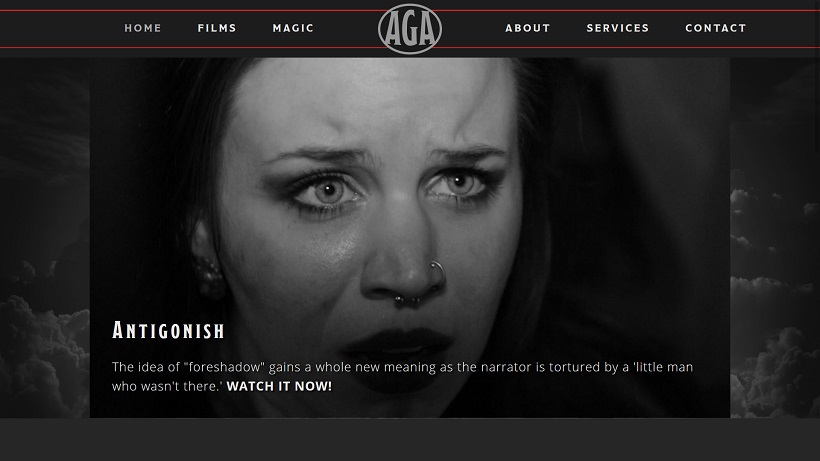 HOME FILMS MAGIC AGA ABOUT SERVICES CONTACT
Antigonish
The idea of "foreshadow" gains a whole new meaning as the narrator is tortured by a 'little man
who wasn't there.' WATCH IT NOW!